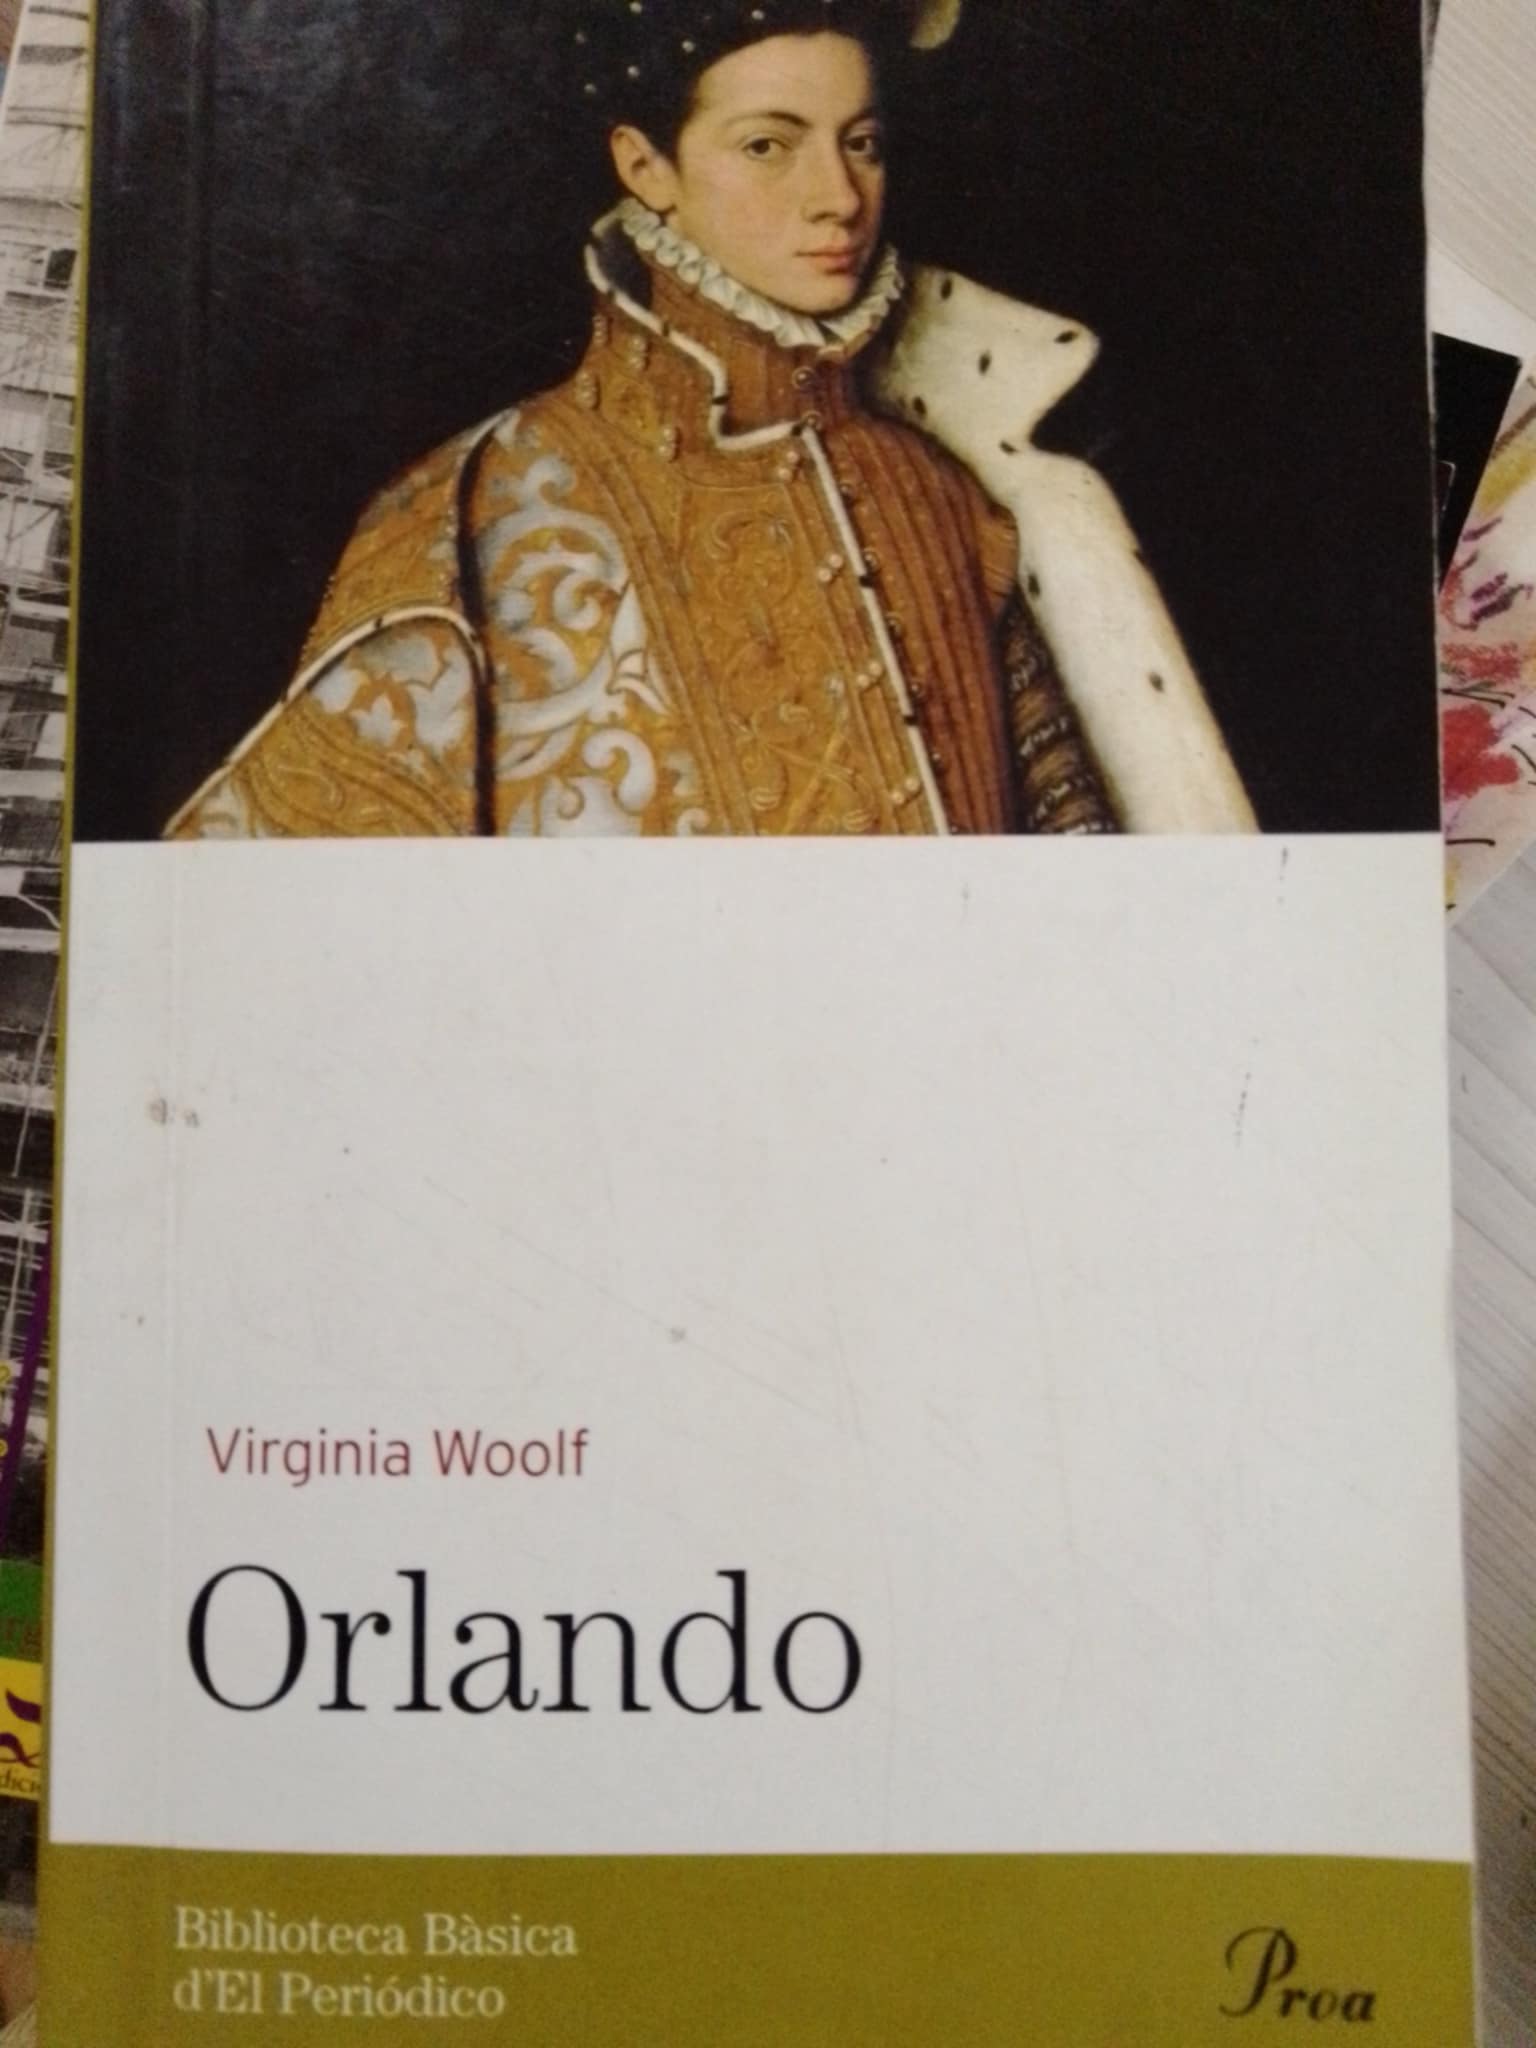 Virginia Woolf
Orlando
Biblioteca Bàsica
d'El Periódico
Proa